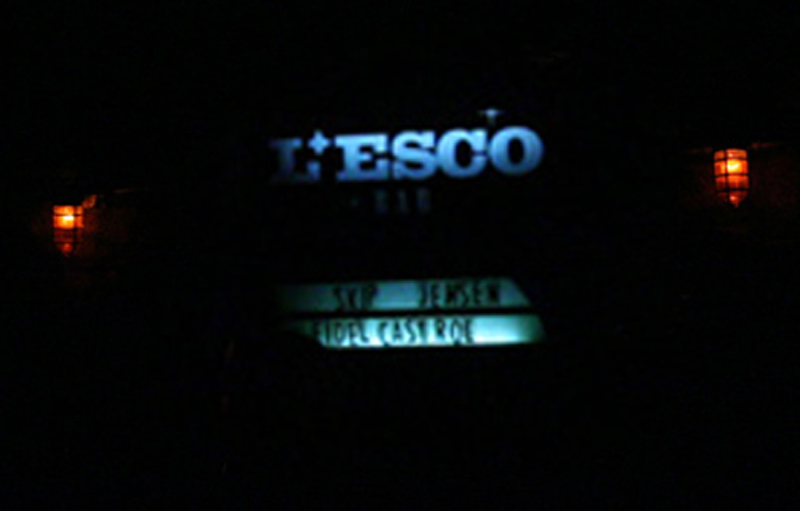 L'ESCO
BAR
SKIP JENSEN
FIDEL CASTROE